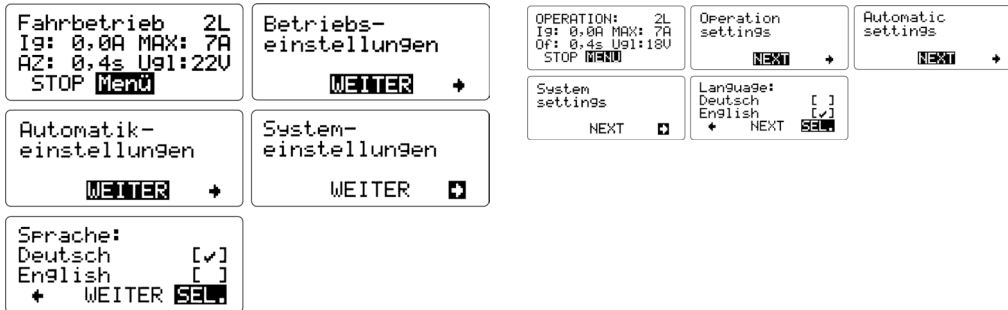 Fahrbetrieb 2L
Ig: 0,0A MAX: 7A
AZ: 0,4s Ugl:22V
STOP Menü
Betriebs-
einstellungen
WEITER →
Automatik-
einstellungen
WEITER →
System-
einstellungen
WEITER →
Sprache:
Deutsch [✓]
English [ ]
← WEITER SEL.
OPERATION: 2L
Ig: 0,0A MAX: 7A
Of: 0,4s Ugl:18V
STOP MENU
Operation
settings
NEXT →
Automatic
settings
NEXT →
System
settings
NEXT →
Language:
Deutsch [ ]
English [✓]
← NEXT SEL.